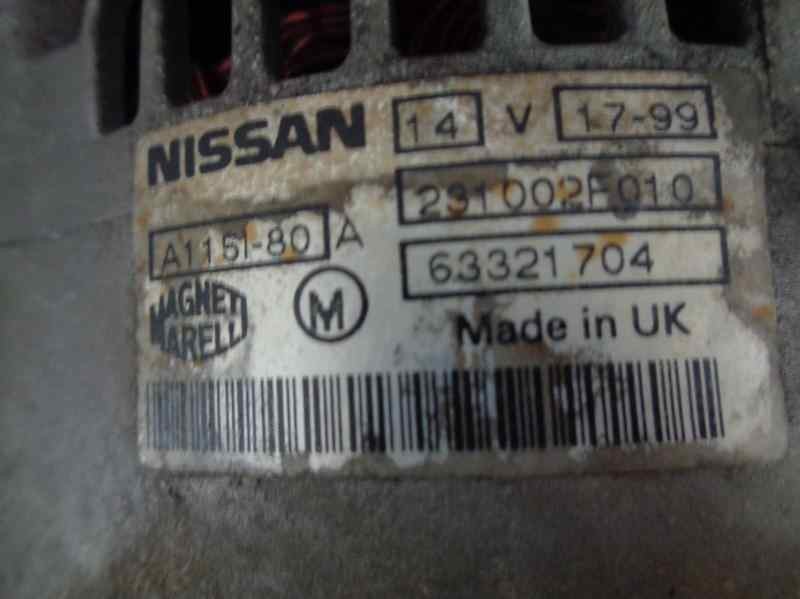 NISSAN 14 V 17-99
231002F010
A115I-80 A
63321704
MAGNETI
MARELLI
M
Made in UK